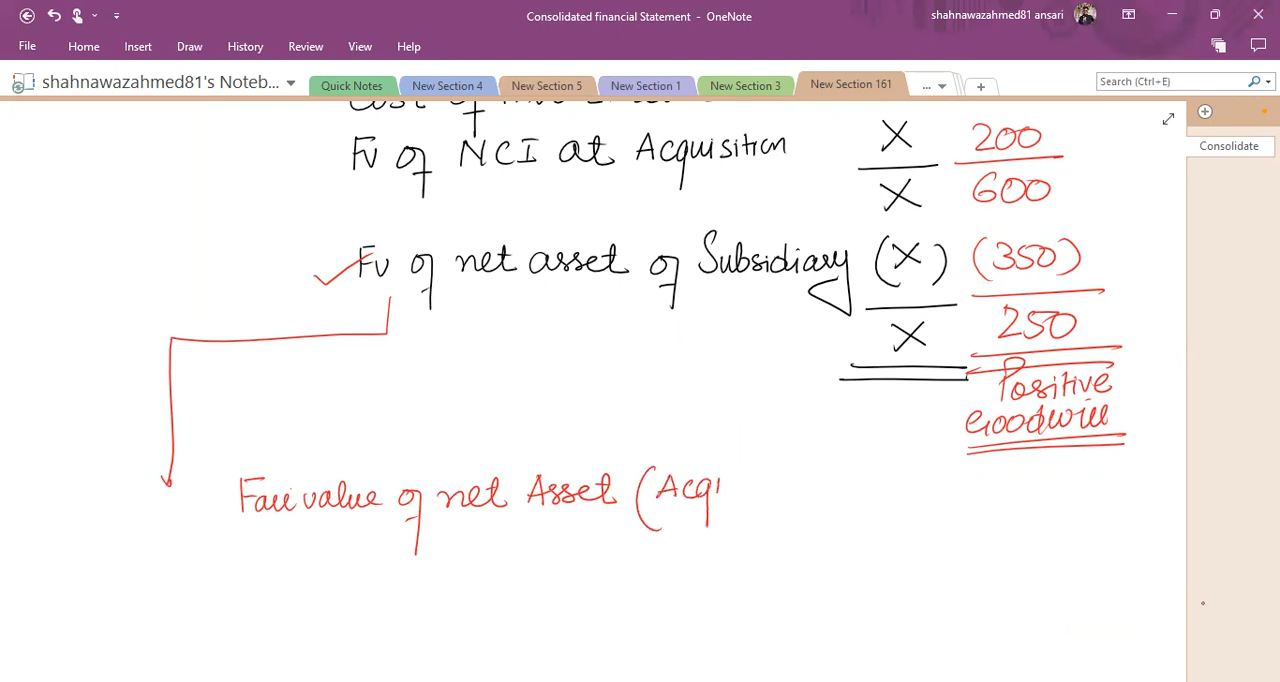 Consolidated financial Statement - OneNote
shahnawazahmed81 ansari
File Home Insert Draw History Review View Help
shahnawazahmed81's Noteb... Quick Notes New Section 4 New Section 5 New Section 1 New Section 3 New Section 161 ... + Search (Ctrl+E)
Consolidate
Cost of
Fv of NCI at Acquisition X 200
X 600
Fv of net asset of Subsidiary (X) (350)
X 250
Positive
Goodwill
Fair value of net Asset (Acqu